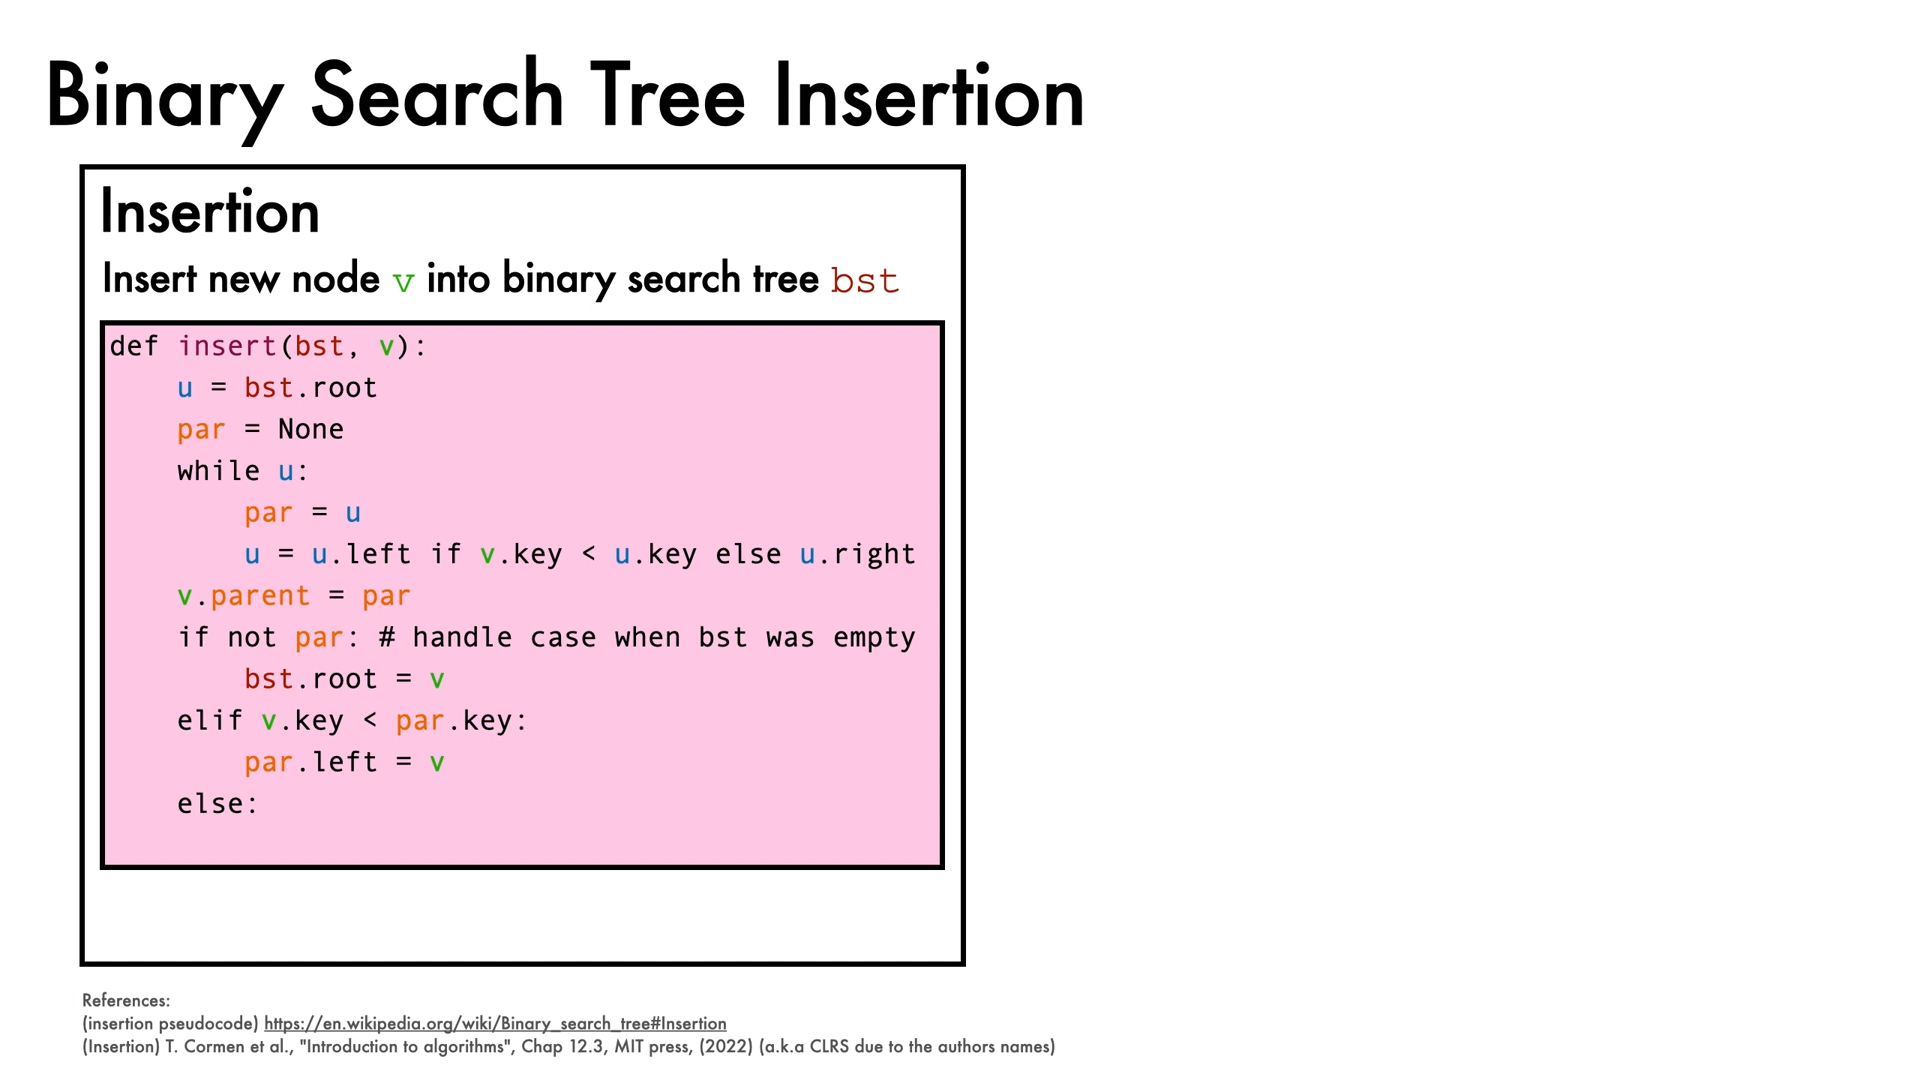 Binary Search Tree Insertion
Insertion
Insert new node v into binary search tree bst
def insert(bst, v):
    u = bst.root
    par = None
    while u:
        par = u
        u = u.left if v.key < u.key else u.right
    v.parent = par
    if not par: # handle case when bst was empty
        bst.root = v
    elif v.key < par.key:
        par.left = v
    else:
References:
(insertion pseudocode) https://en.wikipedia.org/wiki/Binary_search_tree#Insertion
(Insertion) T. Cormen et al., "Introduction to algorithms", Chap 12.3, MIT press, (2022) (a.k.a CLRS due to the authors names)